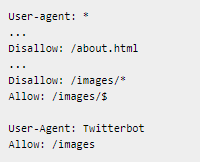 User-agent: *
...
Disallow: /about.html
...
Disallow: /images/*
Allow: /images/$
User-Agent: Twitterbot
Allow: /images